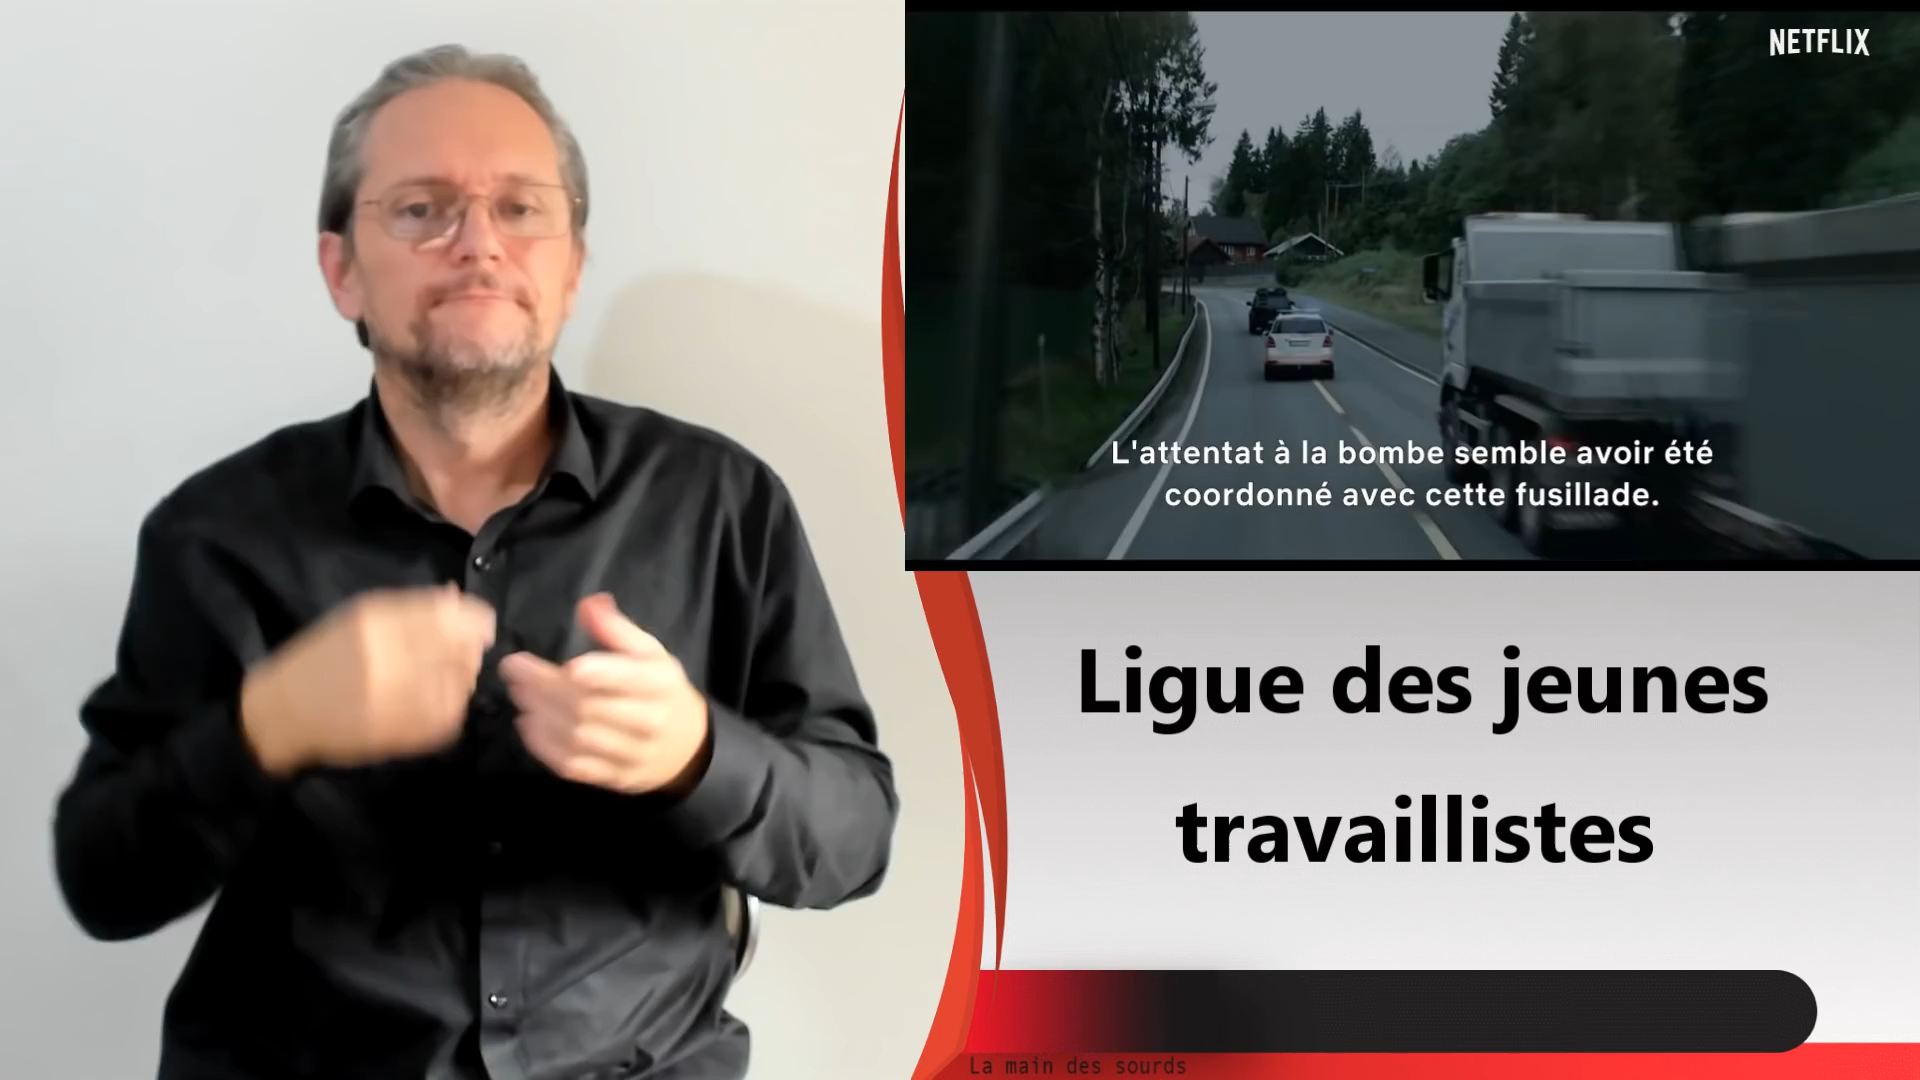 NETFLIX
L'attentat à la bombe semble avoir été
coordonné avec cette fusillade.
Ligue des jeunes
travaillistes
La main des sourds